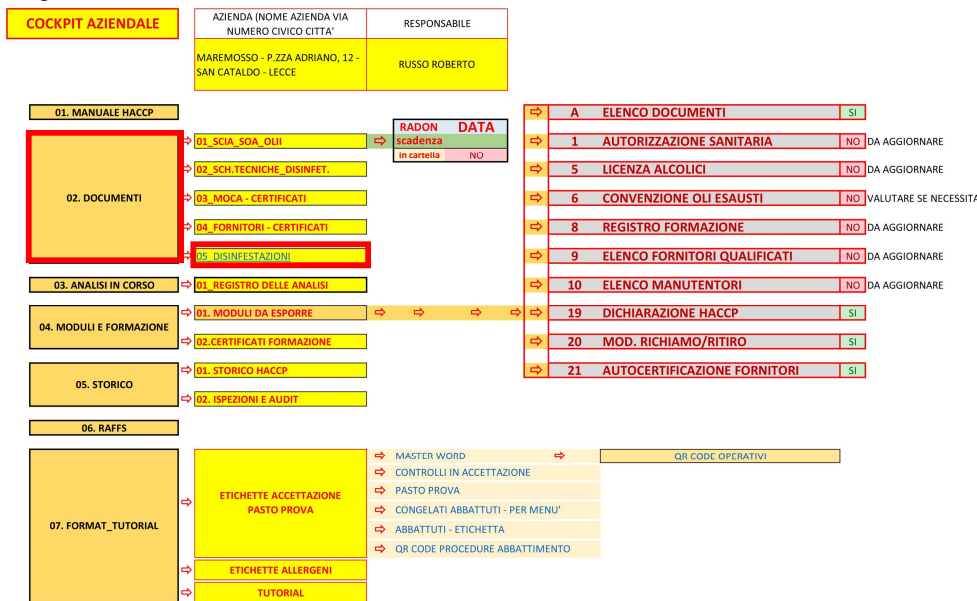 COCKPIT AZIENDALE
AZIENDA (NOME AZIENDA VIA
NUMERO CIVICO CITTA'
RESPONSABILE
MAREMOSSO - P.ZZA ADRIANO, 12 -
SAN CATALDO - LECCE
RUSSO ROBERTO
01. MANUALE HACCP
A ELENCO DOCUMENTI SI
RADON DATA
02. DOCUMENTI
01_SCIA_SOA_OLII
scadenza
in cartella NO
1 AUTORIZZAZIONE SANITARIA NO DA AGGIORNARE
02_SCH.TECNICHE_DISINFET.
5 LICENZA ALCOLICI NO DA AGGIORNARE
03_MOCA - CERTIFICATI
6 CONVENZIONE OLI ESAUSTI NO VALUTARE SE NECESSITA
04_FORNITORI - CERTIFICATI
8 REGISTRO FORMAZIONE NO DA AGGIORNARE
05_DISINFESTAZIONI
9 ELENCO FORNITORI QUALIFICATI NO DA AGGIORNARE
03. ANALISI IN CORSO
01_REGISTRO DELLE ANALISI
10 ELENCO MANUTENTORI NO DA AGGIORNARE
04. MODULI E FORMAZIONE
01. MODULI DA ESPORRE
19 DICHIARAZIONE HACCP SI
02.CERTIFICATI FORMAZIONE
20 MOD. RICHIAMO/RITIRO SI
05. STORICO
01. STORICO HACCP
21 AUTOCERTIFICAZIONE FORNITORI SI
02. ISPEZIONI E AUDIT
06. RAFFS
07. FORMAT_TUTORIAL
ETICHETTE ACCETTAZIONE
PASTO PROVA
MASTER WORD
QR CODE OPERATIVI
CONTROLLI IN ACCETTAZIONE
PASTO PROVA
CONGELATI ABBATTUTI - PER MENU'
ABBATTUTI - ETICHETTA
QR CODE PROCEDURE ABBATTIMENTO
ETICHETTE ALLERGENI
TUTORIAL